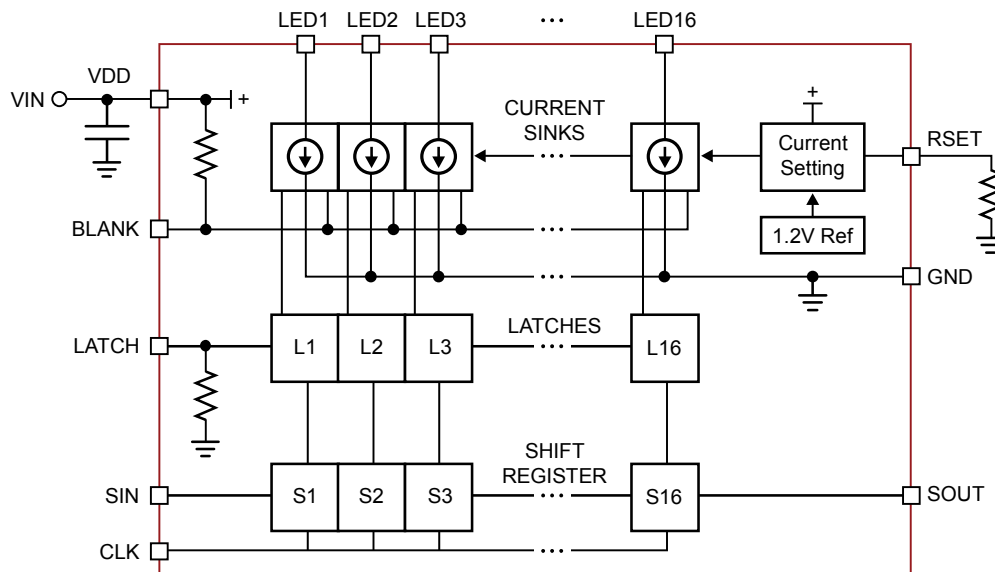 LED1 LED2 LED3 ... LED16
VDD
VIN
+
CURRENT
SINKS
...
+
Current
Setting
RSET
BLANK
...
1.2V Ref
...
GND
LATCH
L1 L2 L3
LATCHES
...
L16
SHIFT
REGISTER
SIN
S1 S2 S3
...
S16
SOUT
CLK
...